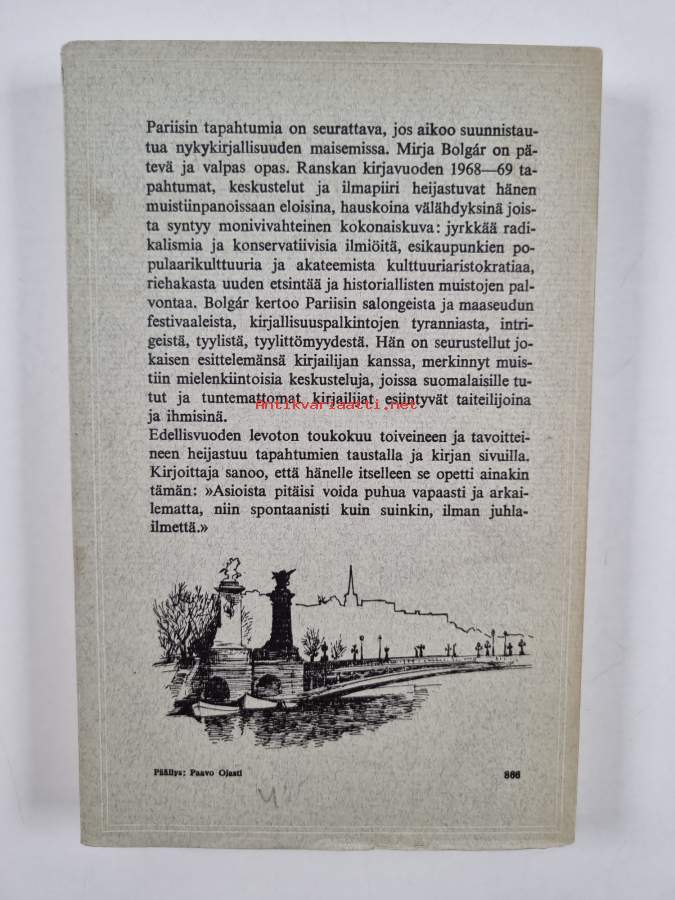 Pariisin tapahtumia on seurattava, jos aikoo suunnistau-
tua nykykirjallisuuden maisemissa. Mirja Bolgár on pä-
tevä ja valpas opas. Ranskan kirjavuoden 1968—69 ta-
pahtumat, keskustelut ja ilmapiiri heijastuvat hänen
muistiinpanoissaan eloisina, hauskoina välähdyksinä jois-
ta syntyy monivivahteinen kokonaiskuva: jyrkkää radi-
kalismia ja konservatiivisia ilmiöitä, esikaupunkien po-
pulaarikulttuuria ja akateemista kulttuuriaristokratiaa,
riehakasta uuden etsintää ja historiallisten muistojen pal-
vontaa. Bolgár kertoo Pariisin salongeista ja maaseudun
festivaaleista, kirjallisuuspalkintojen tyranniasta, intri-
geistä, tyylistä, tyylittömyydestä. Hän on seurustellut jo-
kaisen esittelemänsä kirjailijan kanssa, merkinnyt muis-
tiin mielenkiintoisia keskusteluja, joissa suomalaisille tu-
tut ja tuntemattomat kirjailijat esiintyvät taiteilijoina
Antikvariaatti.net
ja ihmisinä.
Edellisvuoden levoton toukokuu toiveineen ja tavoittei-
neen heijastuu tapahtumien taustalla ja kirjan sivuilla.
Kirjoittaja sanoo, että hänelle itselleen se opetti ainakin
tämän: »Asioista pitäisi voida puhua vapaasti ja arkai-
lematta, niin spontaanisti kuin suinkin, ilman juhla-
ilmettä.»
Päällys: Paavo Ojasti 866